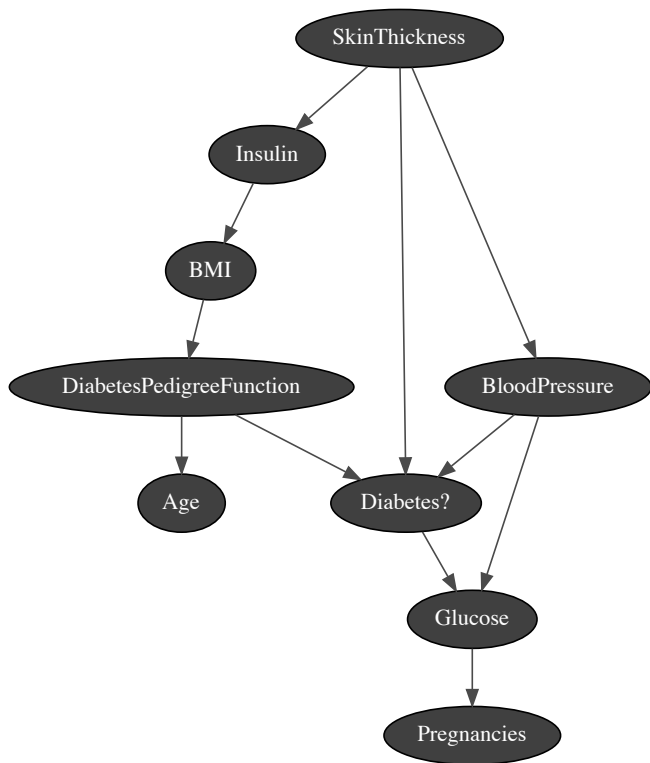 SkinThickness
Insulin
BMI
DiabetesPedigreeFunction
BloodPressure
Age
Diabetes?
Glucose
Pregnancies